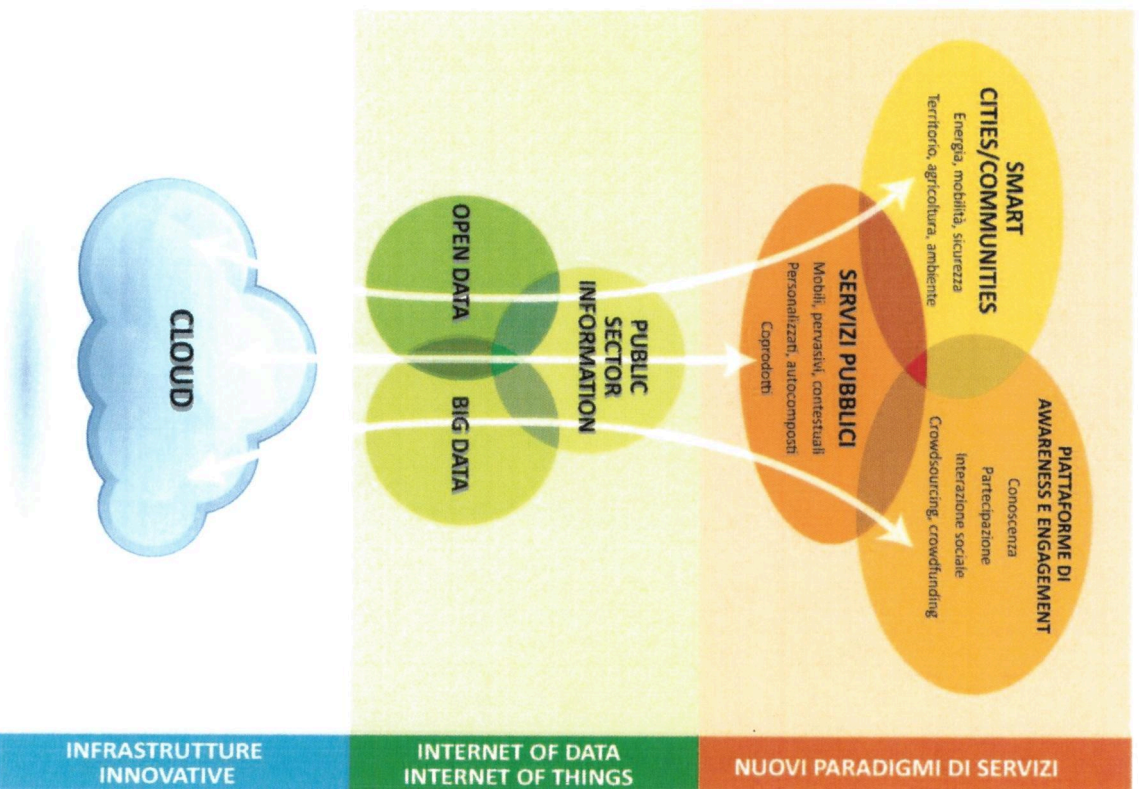 SMART
CITIES/COMMUNITIES
Energia, mobilità, sicurezza
Territorio, agricoltura, ambiente
PIATTAFORME DI
AWARENESS E ENGAGEMENT
Conoscenza
Partecipazione
Interazione sociale
Crowdsourcing, crowdfunding
SERVIZI PUBBLICI
Mobili, pervasivi, contestuali
Personalizzati, autocomposti
Coprodotti
PUBLIC
SECTOR
INFORMATION
OPEN DATA
BIG DATA
CLOUD
INFRASTRUTTURE
INNOVATIVE
INTERNET OF DATA
INTERNET OF THINGS
NUOVI PARADIGMI DI SERVIZI